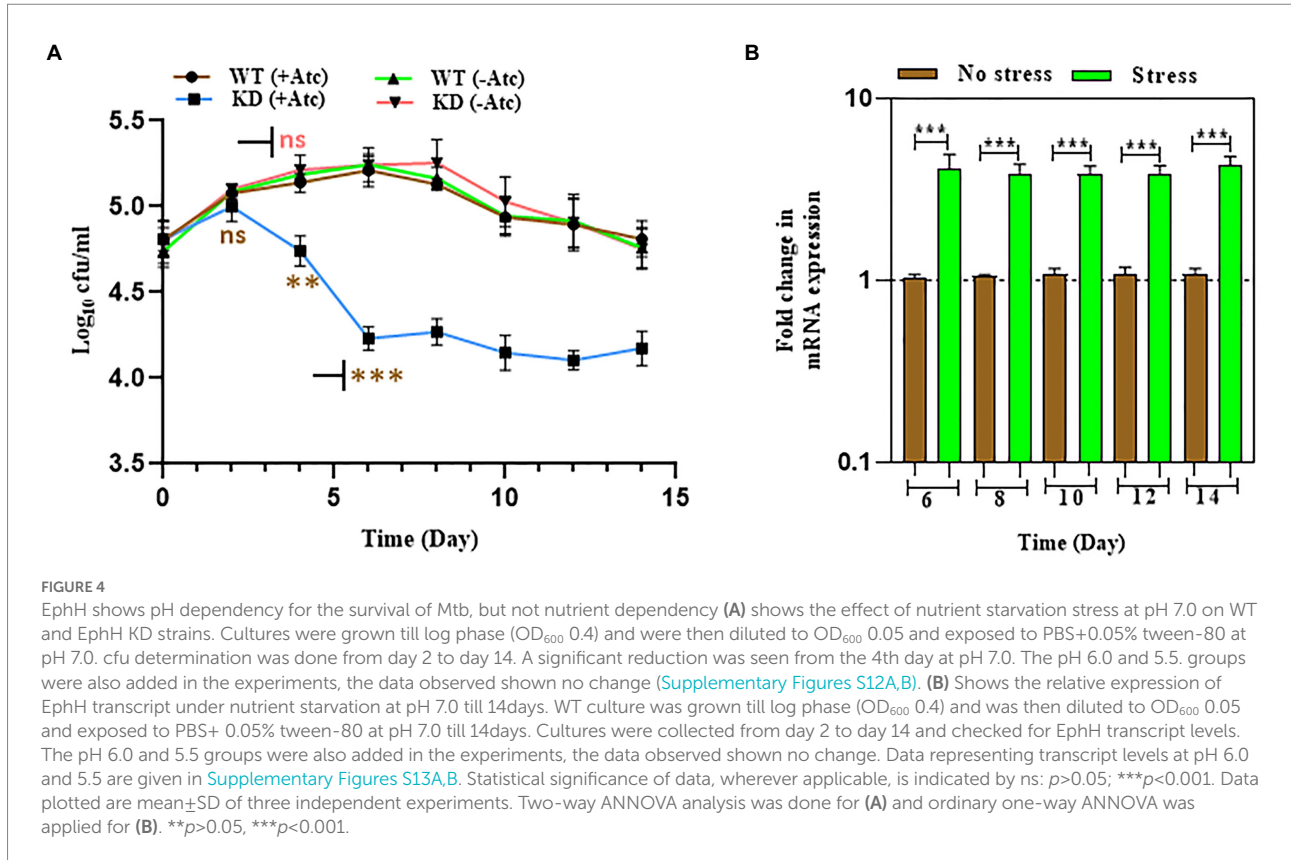 A
WT (+Atc)
WT (-Atc)
KD (+Atc)
KD (-Atc)
5.5
5.0
4.5
4.0
3.5
Log10 cfu/ml
ns
ns
**
***
0
5
10
15
Time (Day)
B
No stress
Stress
10
1
0.1
Fold change in
mRNA expression
***
***
***
***
***
6
8
10
12
14
Time (Day)
FIGURE 4
EphH shows pH dependency for the survival of Mtb, but not nutrient dependency (A) shows the effect of nutrient starvation stress at pH 7.0 on WT
and EphH KD strains. Cultures were grown till log phase (OD600 0.4) and were then diluted to OD600 0.05 and exposed to PBS+0.05% tween-80 at
pH 7.0. cfu determination was done from day 2 to day 14. A significant reduction was seen from the 4th day at pH 7.0. The pH 6.0 and 5.5. groups
were also added in the experiments, the data observed shown no change (Supplementary Figures S12A,B). (B) Shows the relative expression of
EphH transcript under nutrient starvation at pH 7.0 till 14days. WT culture was grown till log phase (OD600 0.4) and was then diluted to OD600 0.05
and exposed to PBS+ 0.05% tween-80 at pH 7.0 till 14days. Cultures were collected from day 2 to day 14 and checked for EphH transcript levels.
The pH 6.0 and 5.5 groups were also added in the experiments, the data observed shown no change. Data representing transcript levels at pH 6.0
and 5.5 are given in Supplementary Figures S13A,B. Statistical significance of data, wherever applicable, is indicated by ns: p>0.05; ***p<0.001. Data
plotted are mean±SD of three independent experiments. Two-way ANNOVA analysis was done for (A) and ordinary one-way ANNOVA was
applied for (B). **p>0.05, ***p<0.001.